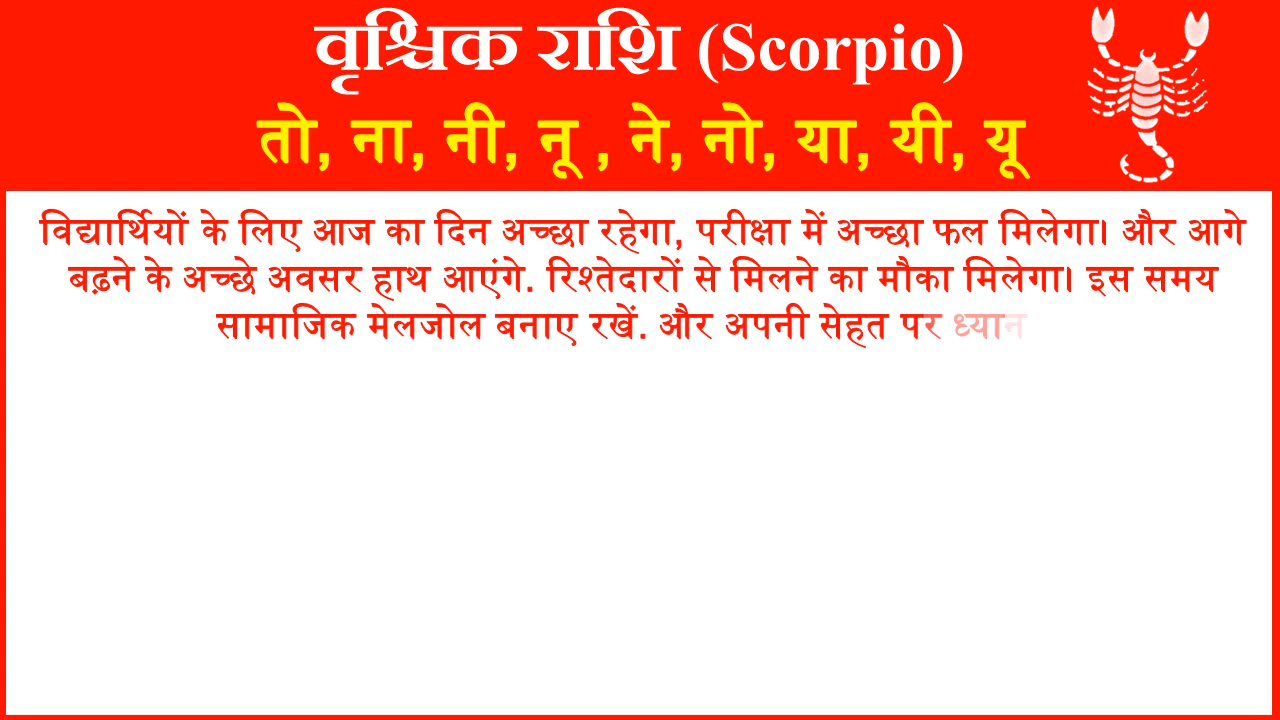 वृश्चिक राशि (Scorpio)
तो, ना, नी, नू , ने, नो, या, यी, यू
विद्यार्थियों के लिए आज का दिन अच्छा रहेगा, परीक्षा में अच्छा फल मिलेगा। और आगे
बढ़ने के अच्छे अवसर हाथ आएंगे. रिश्तेदारों से मिलने का मौका मिलेगा। इस समय
सामाजिक मेलजोल बनाए रखें. और अपनी सेहत पर ध्यान